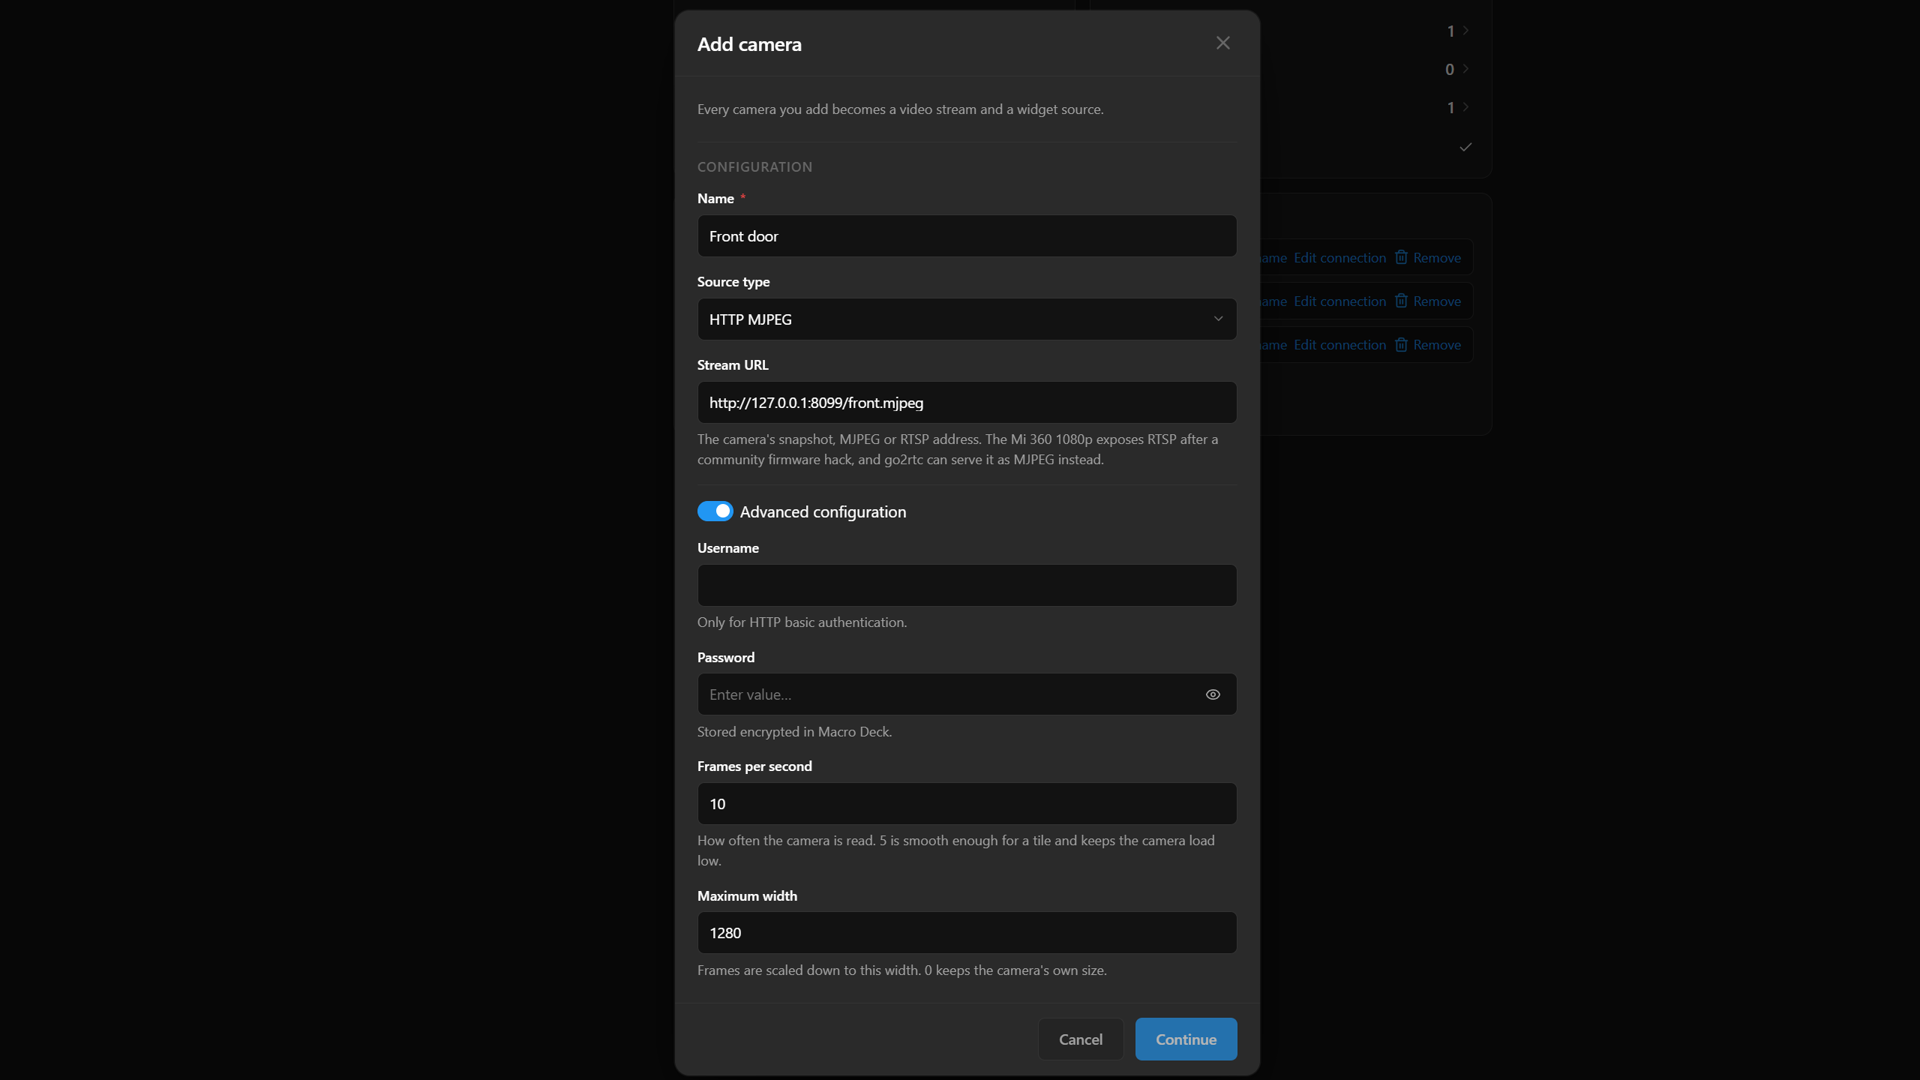 Add camera
1
0
1
Every camera you add becomes a video stream and a widget source.
CONFIGURATION
Name *
Front door
Source type
HTTP MJPEG
Stream URL
http://127.0.0.1:8099/front.mjpeg
The camera's snapshot, MJPEG or RTSP address. The Mi 360 1080p exposes RTSP after a
community firmware hack, and go2rtc can serve it as MJPEG instead.
Edit connection Remove
Edit connection Remove
Edit connection Remove
Advanced configuration
Username
Only for HTTP basic authentication.
Password
Enter value...
Stored encrypted in Macro Deck.
Frames per second
10
How often the camera is read. 5 is smooth enough for a tile and keeps the camera load
low.
Maximum width
1280
Frames are scaled down to this width. 0 keeps the camera's own size.
Cancel
Continue